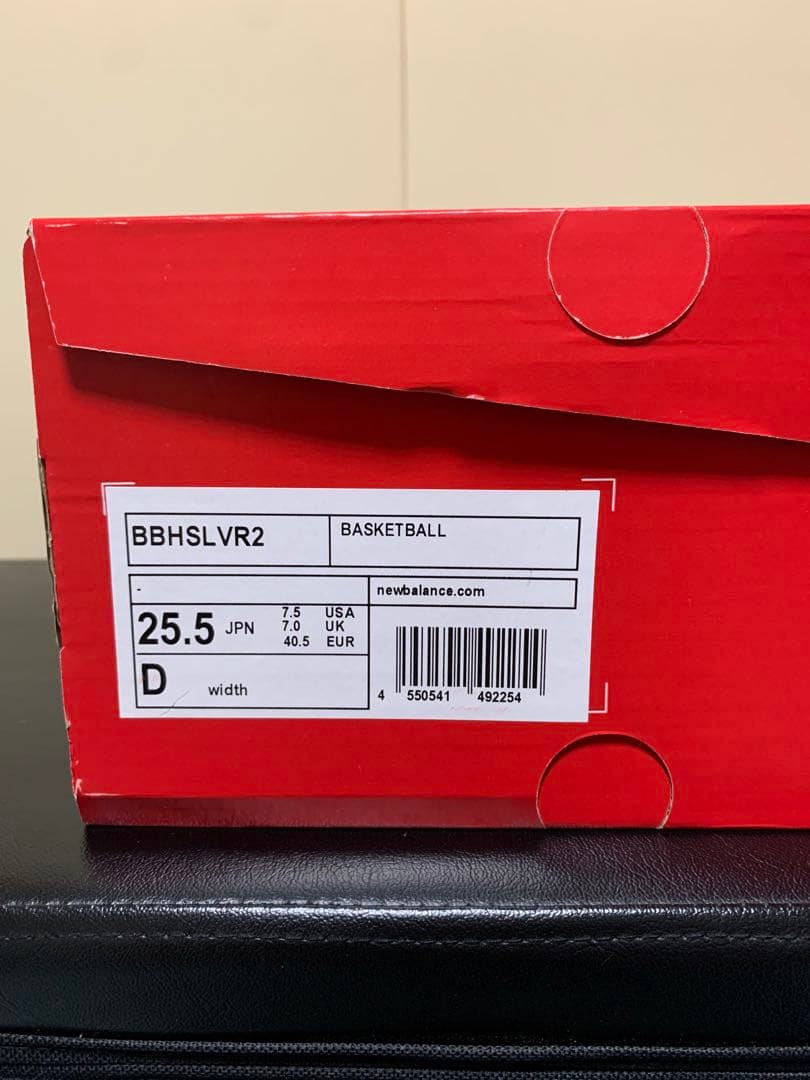 BBHSLVR2
BASKETBALL
-
newbalance.com
25.5 JPN
7.5 USA
7.0 UK
40.5 EUR
D width
4 550541 492254